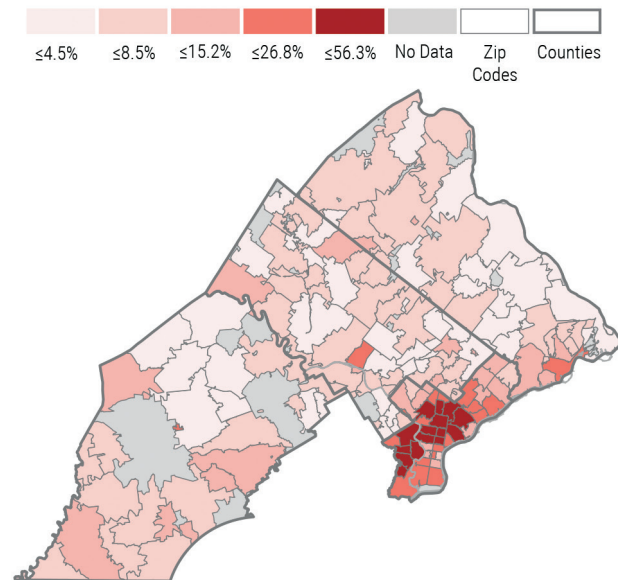 ≤4.5% ≤8.5% ≤15.2% ≤26.8% ≤56.3% No Data Zip Counties
Codes